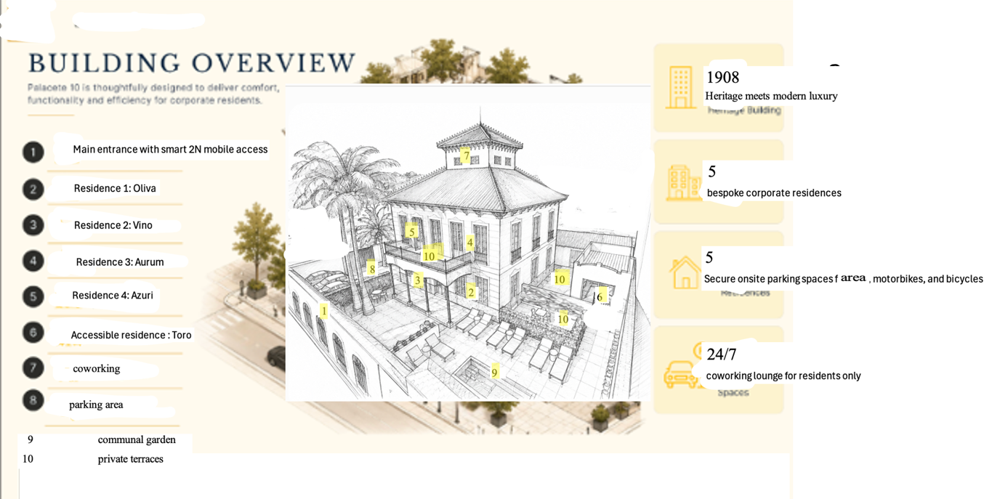 BUILDING OVERVIEW
Palacete 10 is thoughtfully designed to deliver comfort,
functionality and efficiency for corporate residents.
1 Main entrance with smart 2N mobile access
2 Residence 1: Oliva
3 Residence 2: Vino
4 Residence 3: Aurum
5 Residence 4: Azuri
6 Accessible residence : Toro
7 coworking
8 parking area
9 communal garden
10 private terraces
7
5
4
10
8
3
10
2
6
1
10
9
1908
Heritage meets modern luxury
Heritage Building
5
bespoke corporate residences
5
Secure onsite parking spaces f area , motorbikes, and bicycles
Residences
24/7
coworking lounge for residents only
Spaces